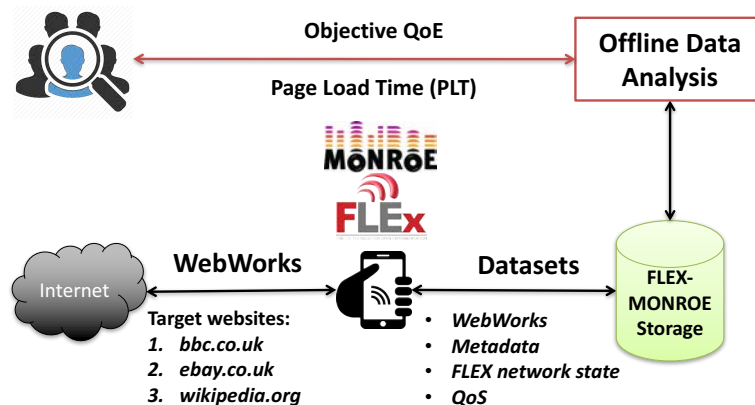 Objective QoE
Offline Data
Analysis
Page Load Time (PLT)
MONROE
FLEX
WebWorks
Datasets
Internet
FLEX-
MONROE
Storage
Target websites:
1. bbc.co.uk
2. ebay.co.uk
3. wikipedia.org
• WebWorks
• Metadata
• FLEX network state
• QoS